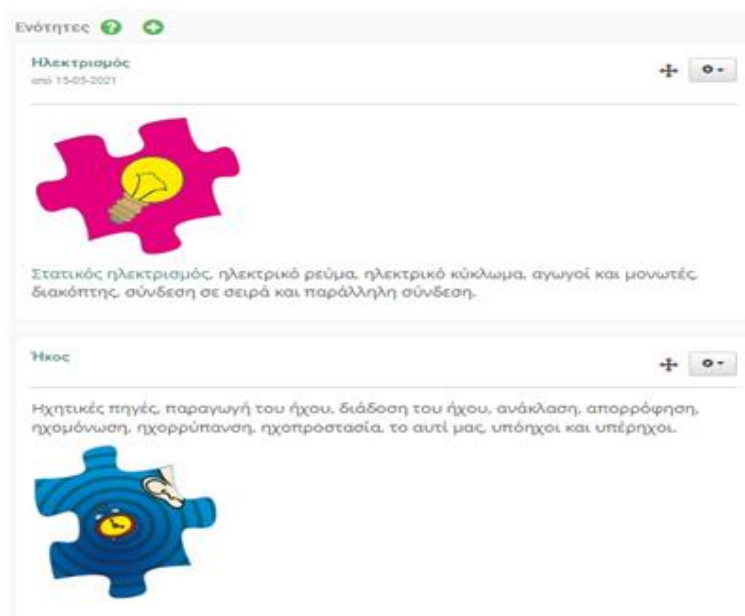 Ενότητες
Ηλεκτρισμός
από 15-05-2021
Στατικός ηλεκτρισμός, ηλεκτρικό ρεύμα, ηλεκτρικό κύκλωμα, αγωγοί και μονωτές,
διακόπτης, σύνδεση σε σειρά και παράλληλη σύνδεση.
Ήχος
Ηχητικές πηγές, παραγωγή του ήχου, διάδοση του ήχου, ανάκλαση, απορρόφηση,
ηχομόνωση, ηχορρύπανση, ηχοπροστασία, το αυτί μας, υπόηχοι και υπέρηχοι.